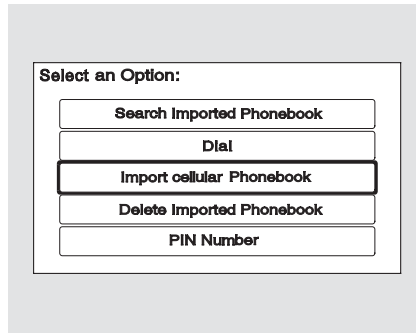 Select an Option:
Search Imported Phonebook
Dial
Import cellular Phonebook
Delete Imported Phonebook
PIN Number